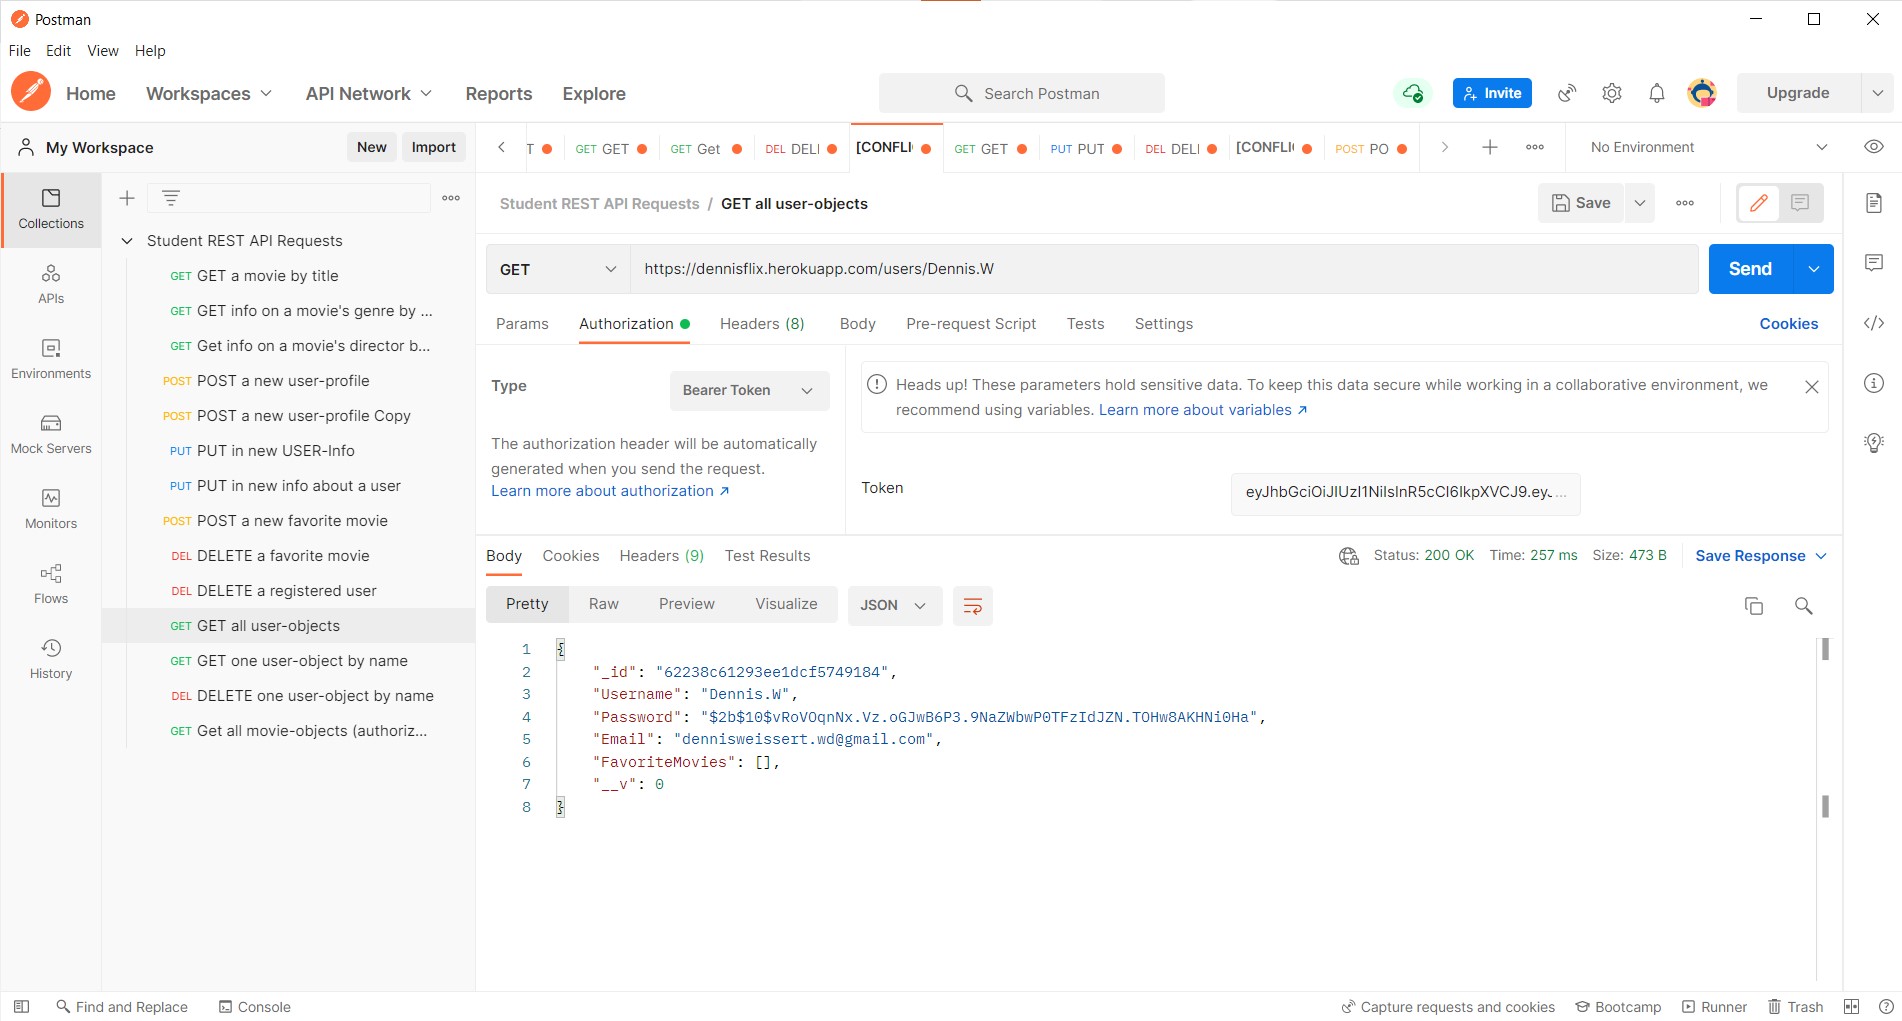 Postman
File Edit View Help
Home Workspaces API Network Reports Explore Search Postman Invite Upgrade
My Workspace New Import
T GET GET GET Get DEL DELI [CONFLI GET GET PUT PUT DEL DELI [CONFLI POST PO No Environment
Collections
APIs
Environments
Mock Servers
Monitors
Flows
History
Student REST API Requests
GET GET a movie by title
GET GET info on a movie's genre by ...
GET Get info on a movie's director b...
POST POST a new user-profile
POST POST a new user-profile Copy
PUT PUT in new USER-Info
PUT PUT in new info about a user
POST POST a new favorite movie
DEL DELETE a favorite movie
DEL DELETE a registered user
GET GET all user-objects
GET GET one user-object by name
DEL DELETE one user-object by name
GET Get all movie-objects (authoriz...
Student REST API Requests / GET all user-objects Save
GET https://dennisflix.herokuapp.com/users/Dennis.W Send
Params Authorization Headers (8) Body Pre-request Script Tests Settings Cookies
Type Bearer Token
The authorization header will be automatically
generated when you send the request.
Learn more about authorization ↗
Heads up! These parameters hold sensitive data. To keep this data secure while working in a collaborative environment, we
recommend using variables. Learn more about variables ↗
Token eyJhbGciOiJIUzI1NiIsInR5cCI6IkpXVCJ9.eyJ...
Body Cookies Headers (9) Test Results Status: 200 OK Time: 257 ms Size: 473 B Save Response
Pretty Raw Preview Visualize JSON
1 {
2 "_id": "62238c61293ee1dcf5749184",
3 "Username": "Dennis.W",
4 "Password": "$2b$10$vRoVOqnNx.Vz.oGJwB6P3.9NaZWbwP0TFzIdJZN.TOHw8AKHNi0Ha",
5 "Email": "dennisweissert.wd@gmail.com",
6 "FavoriteMovies": [],
7 "__v": 0
8 }
Find and Replace Console Capture requests and cookies Bootcamp Runner Trash